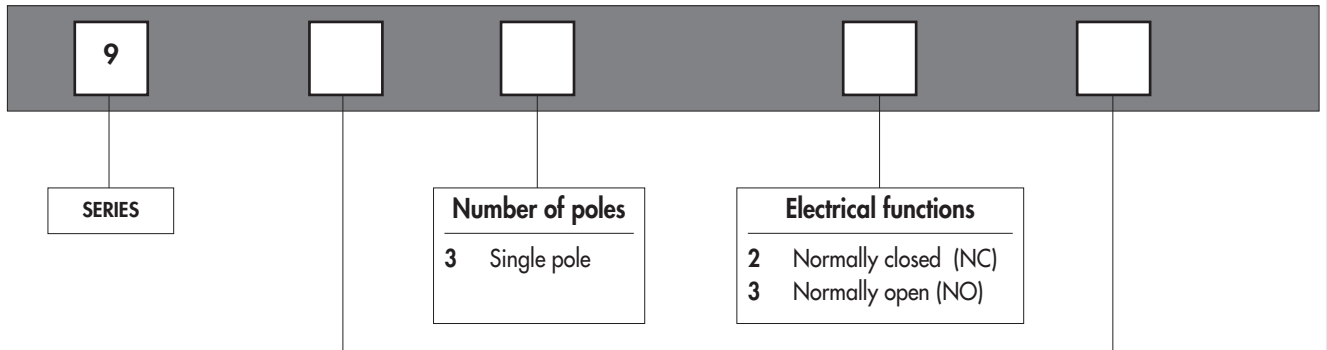 9
SERIES
Number of poles
3 Single pole
Electrical functions
2 Normally closed (NC)
3 Normally open (NO)